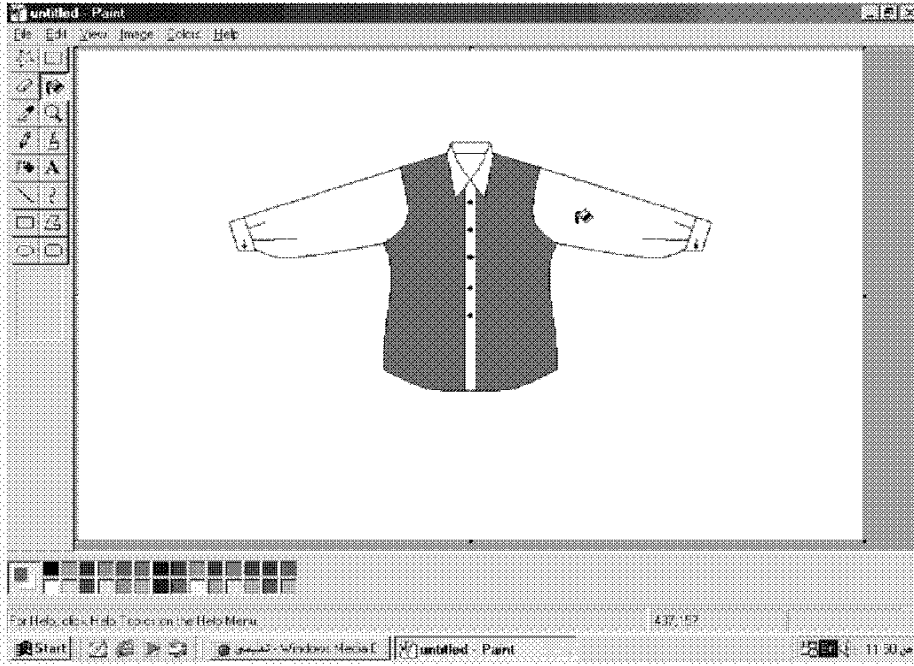 untitled - Paint
File Edit View Image Colors Help
A
For Help, click Help Topics on the Help Menu.
437,157
Start
- Windows Media
untitled - Paint
EN
11:50 ص